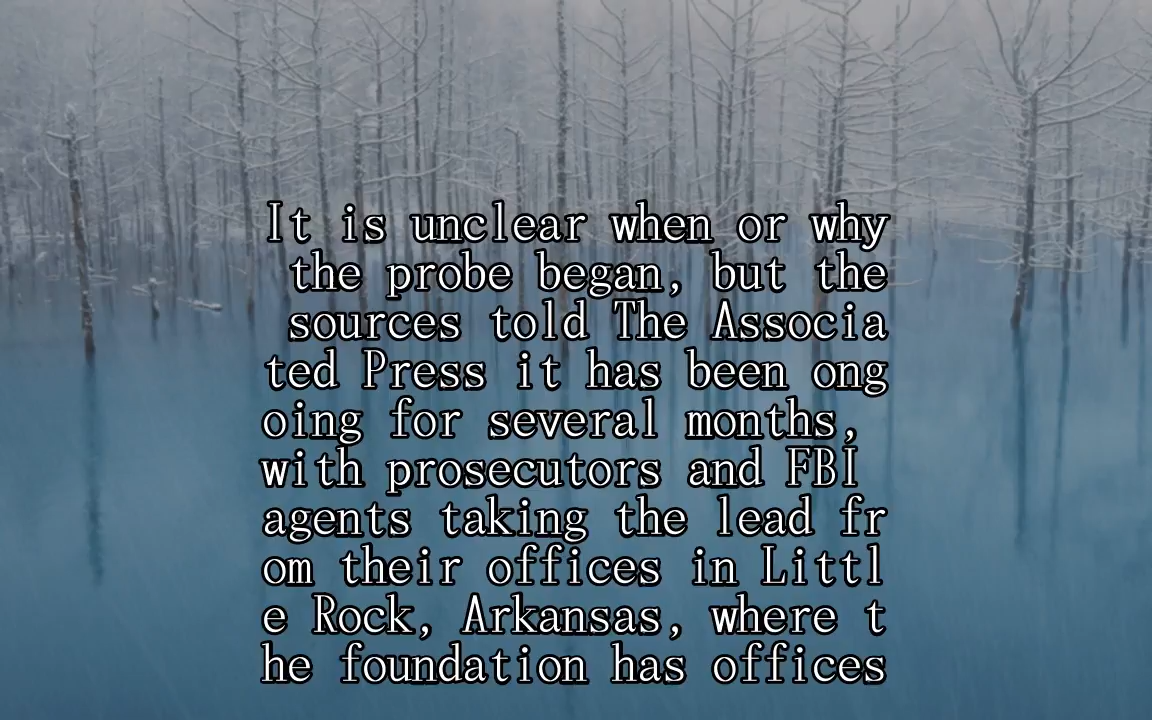 It is unclear when or why
the probe began, but the
sources told The Associa
ted Press it has been ong
oing for several months,
with prosecutors and FBI
agents taking the lead fr
om their offices in Littl
e Rock, Arkansas, where t
he foundation has offices